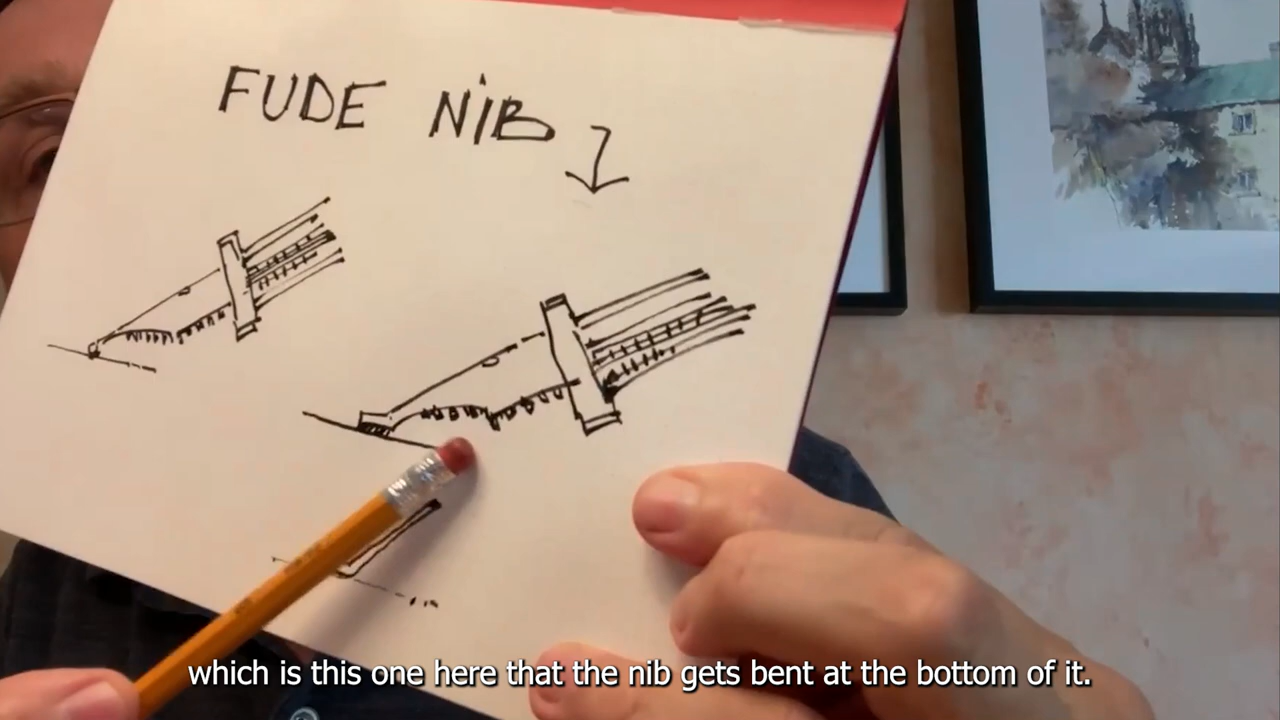 FUDE NiB
which is this one here that the nib gets bent at the bottom of it.